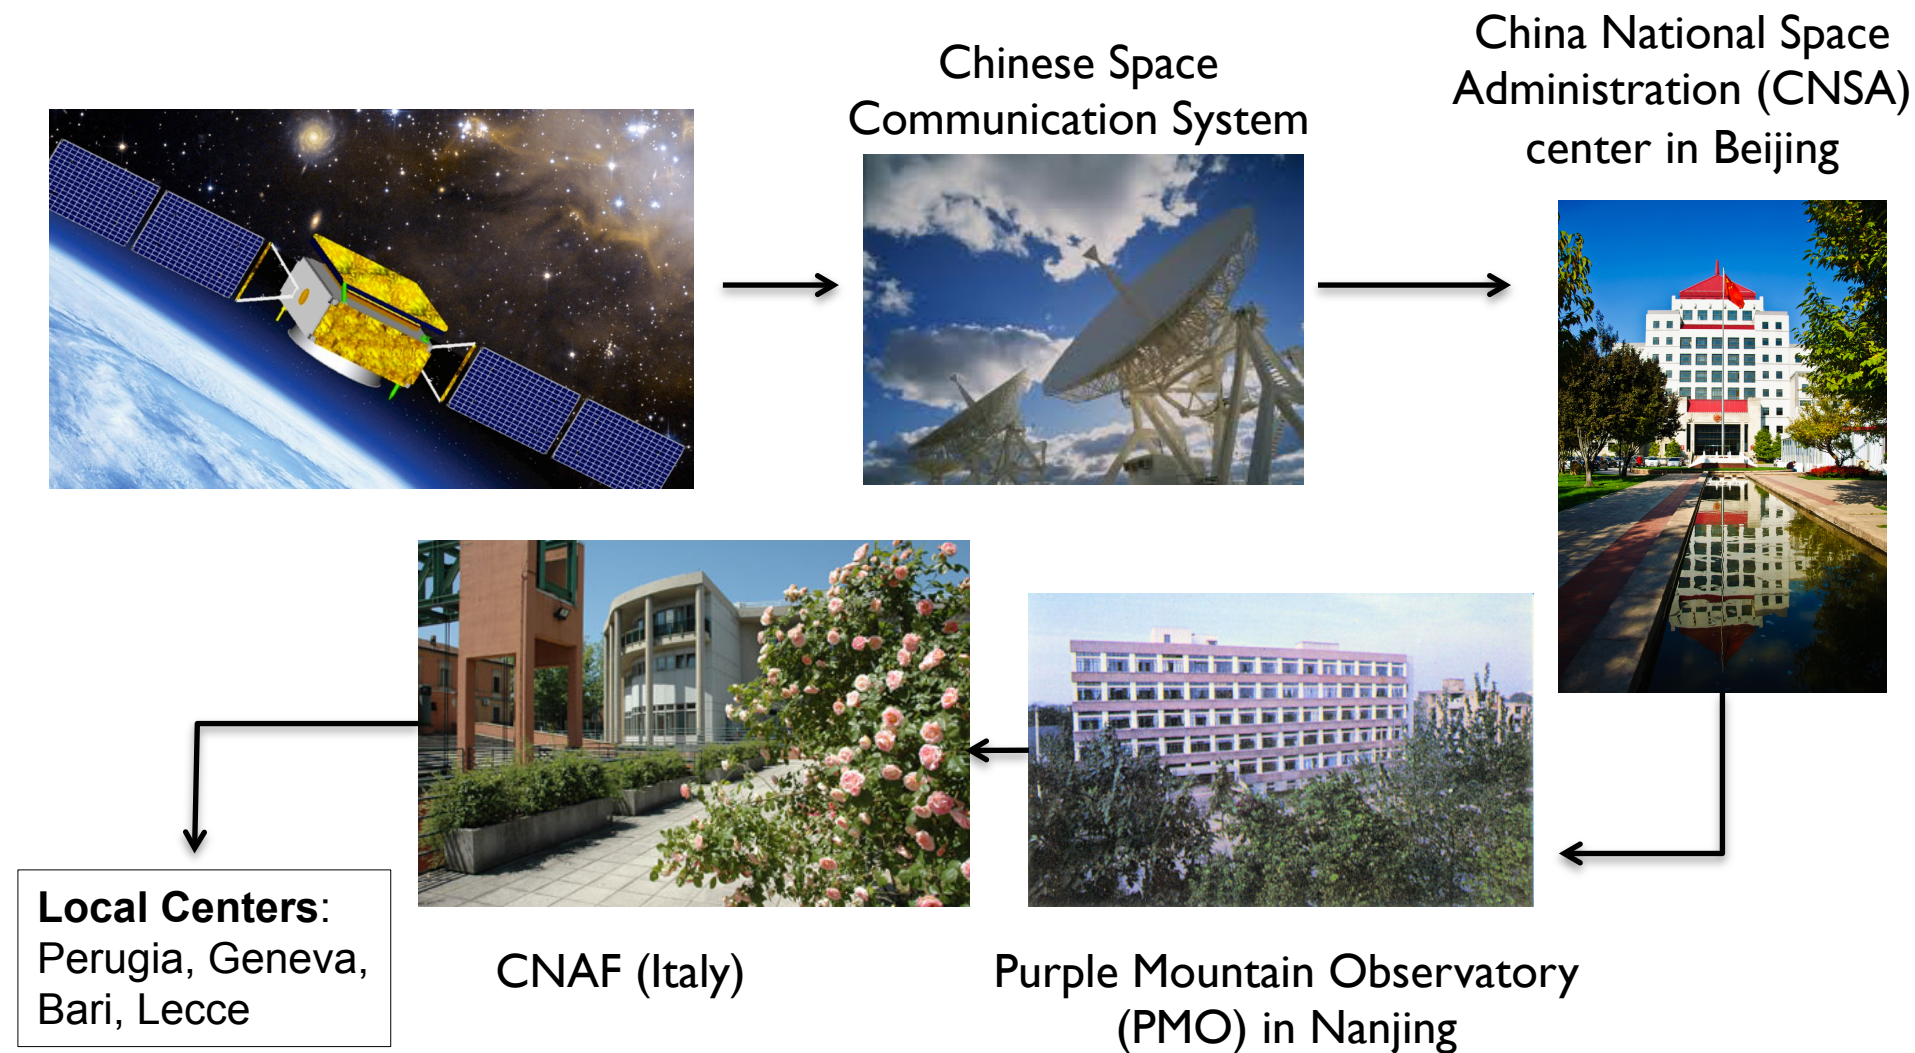 Chinese Space
Communication System
China National Space
Administration (CNSA)
center in Beijing
Local Centers:
Perugia, Geneva,
Bari, Lecce
CNAF (Italy)
Purple Mountain Observatory
(PMO) in Nanjing